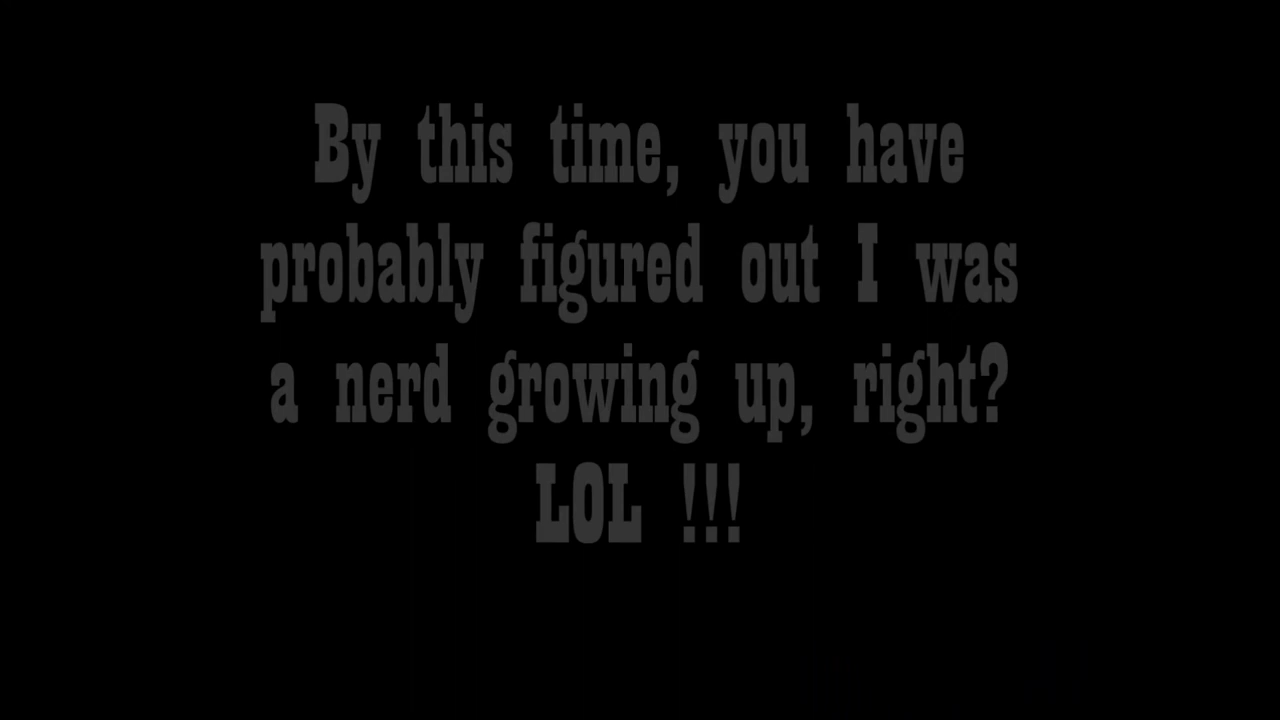 By this time, you have
probably figured out I was
a nerd growing up, right?
LOL !!!